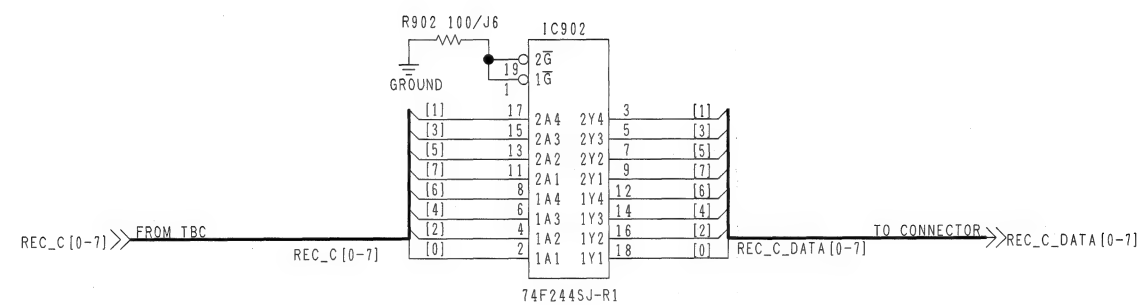 R902 100/J6
IC902
GROUND
19 2G̅
1 1G̅
[1] 17 2A4 2Y4 3 [1]
[3] 15 2A3 2Y3 5 [3]
[5] 13 2A2 2Y2 7 [5]
[7] 11 2A1 2Y1 9 [7]
[6] 8 1A4 1Y4 12 [6]
[4] 6 1A3 1Y3 14 [4]
[2] 4 1A2 1Y2 16 [2]
[0] 2 1A1 1Y1 18 [0]
REC_C[0-7] FROM TBC
REC_C[0-7]
REC_C_DATA[0-7]
TO CONNECTOR REC_C_DATA[0-7]
74F244SJ-R1